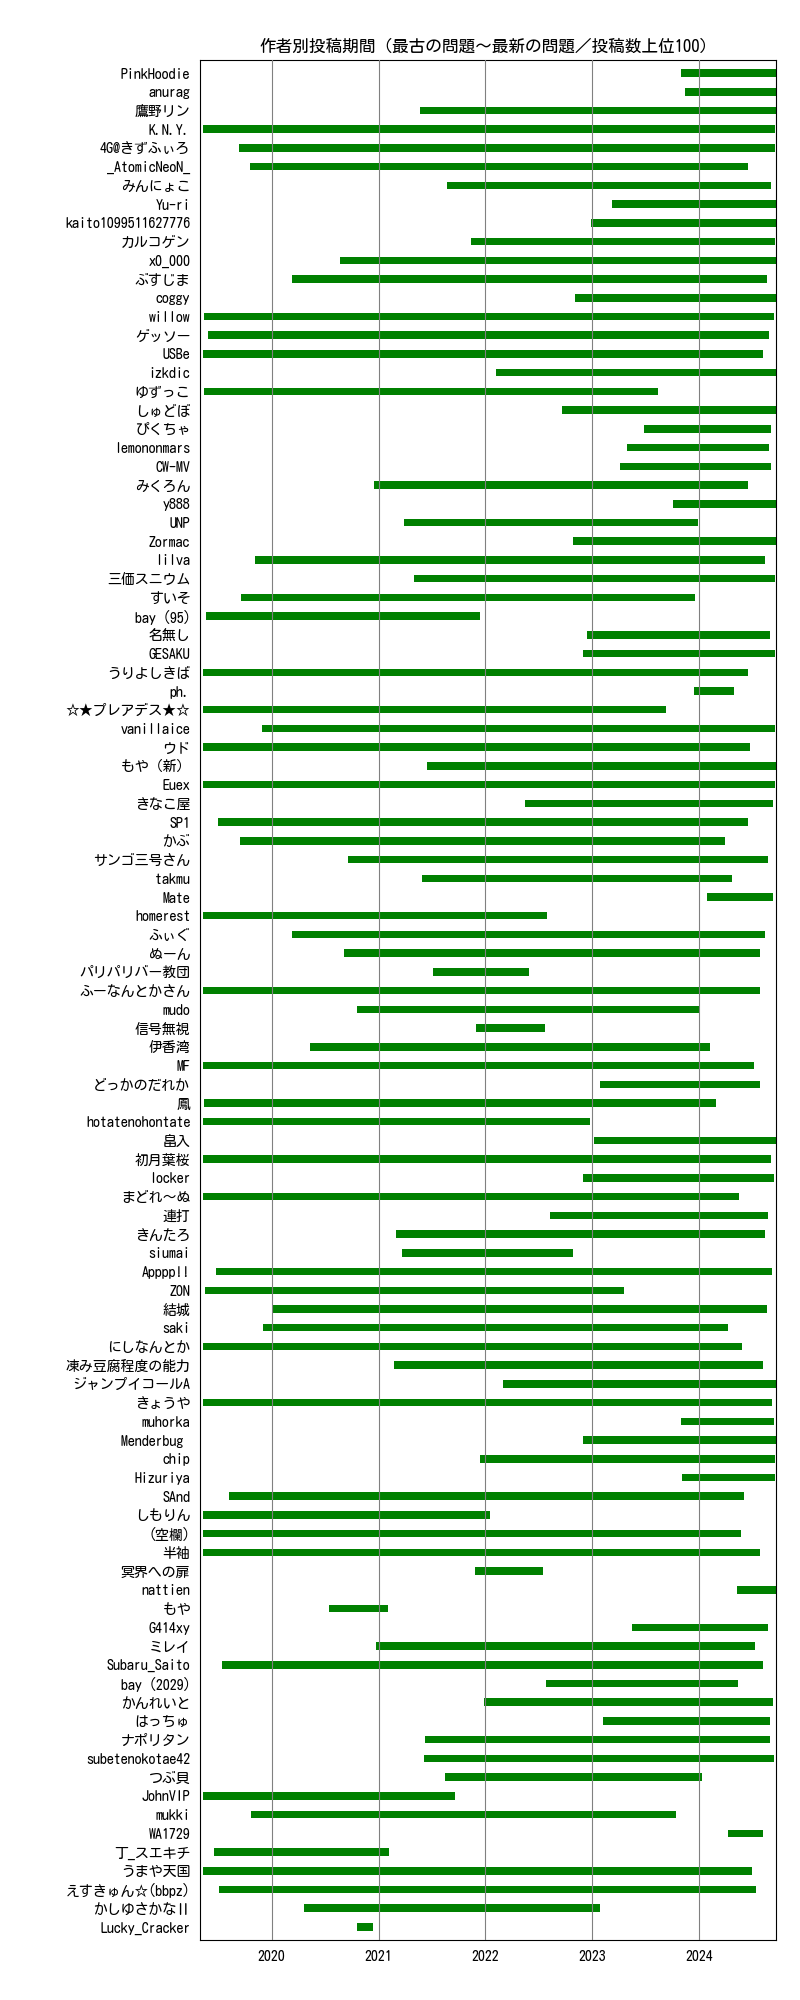 作者別投稿期間（最古の問題～最新の問題／投稿数上位100）
PinkHoodie
anurag
鷹野リン
K.N.Y.
4G@きずふぃろ
_AtomicNeoN_
みんにょこ
Yu-ri
kaito1099511627776
カルコゲン
x0_000
ぶすじま
coggy
willow
ゲッソー
USBe
izkdic
ゆずっこ
しゅどぼ
ぴくちゃ
lemononmars
CW-MV
みくろん
y888
UNP
Zormac
lilva
三価スニウム
すいそ
bay (95)
名無し
GESAKU
うりよしきば
ph.
☆★プレアデス★☆
vanillaice
ウド
もや（新）
Euex
きなこ屋
SP1
かぶ
サンゴ三号さん
takmu
Mate
homerest
ふぃぐ
ぬーん
パリパリバー教団
ふーなんとかさん
mudo
信号無視
伊香湾
MF
どっかのだれか
鳳
hotatenohontate
畠入
初月葉桜
locker
まどれ～ぬ
連打
きんたろ
siumai
Appppll
ZON
結城
saki
にしなんとか
凍み豆腐程度の能力
ジャンプイコールA
きょうや
muhorka
Menderbug
chip
Hizuriya
SAnd
しもりん
(空欄)
半袖
冥界への扉
nattien
もや
G414xy
ミレイ
Subaru_Saito
bay (2029)
かんれいと
はっちゅ
ナポリタン
subetenokotae42
つぶ貝
JohnVIP
mukki
WA1729
丁_スエキチ
うまや天国
えすきゅん☆(bbpz)
かしゆさかなII
Lucky_Cracker
2020 2021 2022 2023 2024